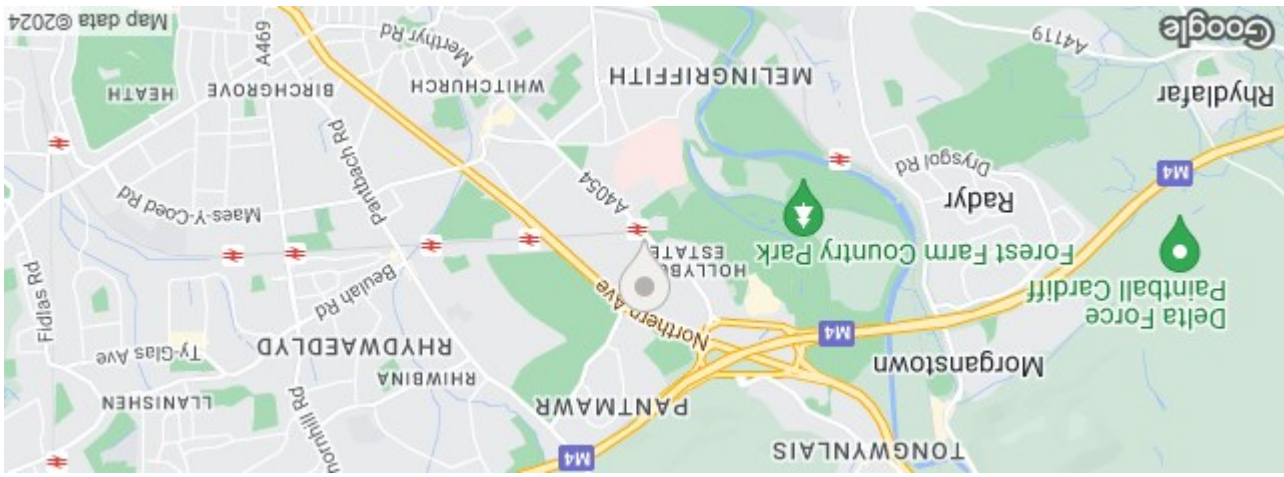 TONGWYNLAIS
M4
PANTMAWR
Thornhill Rd
LLANISHEN
Morganstown
RHIWBINA
M4
RHYDWAEDLYD
Ty-Glas Ave
Delta Force
Paintball Cardiff
Northern Ave
Beulah Rd
Fidlas Rd
Forest Farm Country Park
HOLLYBUSH
ESTATE
Radyr
A4054
Pantbach Rd
Maes-Y-Coed Rd
M4
Drysgol Rd
Rhydlafar
MELINGRIFFITH
WHITCHURCH
BIRCHGROVE
HEATH
A4119
Merthyr Rd
A469
Google
Map data ©2024